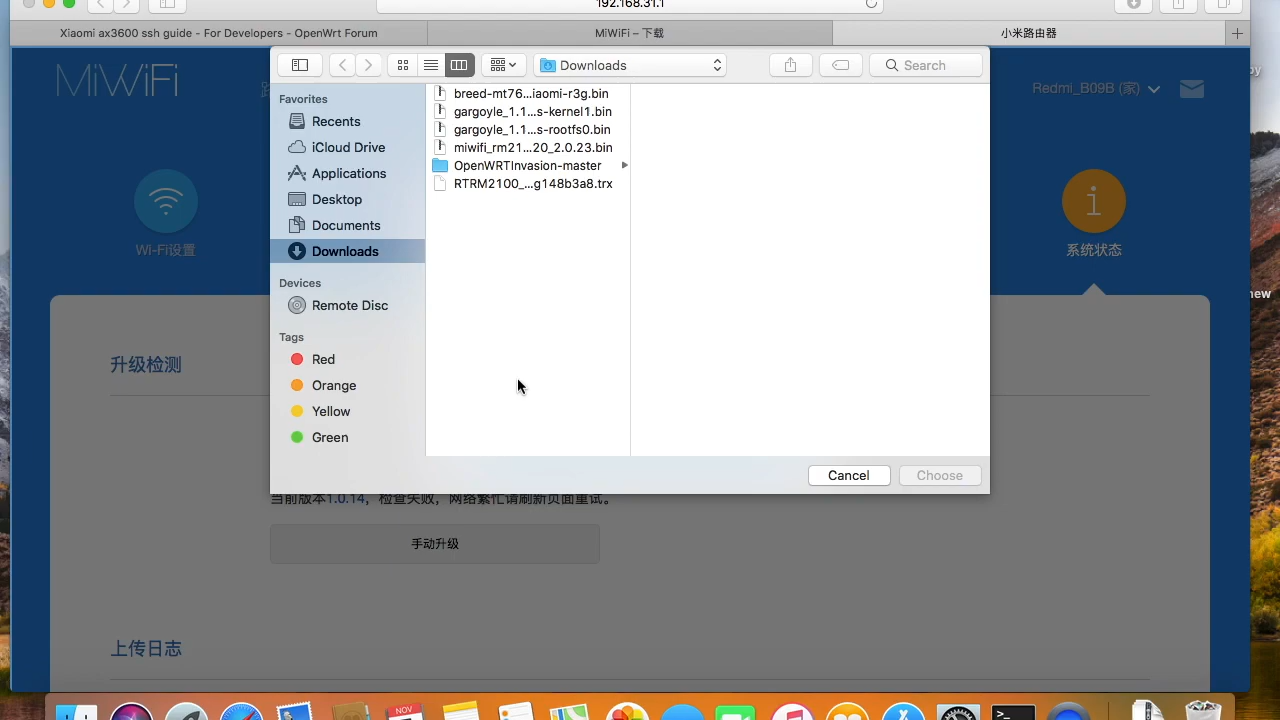 192.168.31.1
Xiaomi ax3600 ssh guide - For Developers - OpenWrt Forum
MiWiFi – 下载
小米路由器
MiWiFi
Redmi_B09B (家)
Downloads
Search
Favorites
Recents
iCloud Drive
Applications
Desktop
Documents
Downloads
Devices
Remote Disc
Tags
Red
Orange
Yellow
Green
breed-mt76...iaomi-r3g.bin
gargoyle_1.1...s-kernel1.bin
gargoyle_1.1...s-rootfs0.bin
miwifi_rm21...20_2.0.23.bin
OpenWRTInvasion-master
RTRM2100_...g148b3a8.trx
Cancel
Choose
Wi-Fi设置
系统状态
升级检测
当前版本1.0.14，检查失败，网络繁忙请刷新页面重试。
手动升级
上传日志
NOV